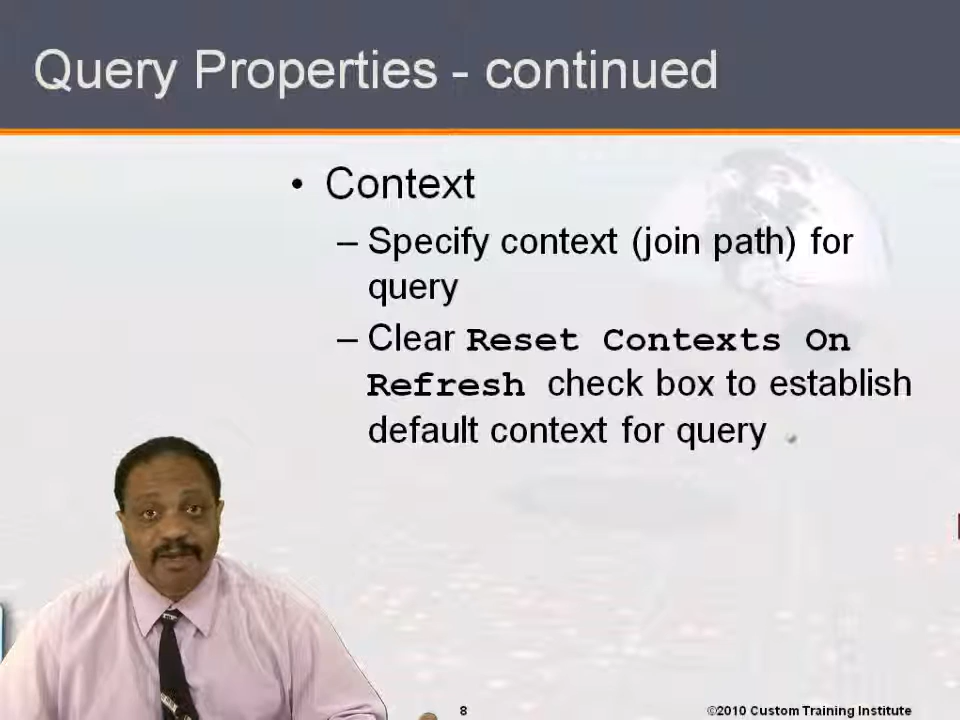 Query Properties - continued
• Context
– Specify context (join path) for
query
– Clear Reset Contexts On
Refresh check box to establish
default context for query
8
©2010 Custom Training Institute